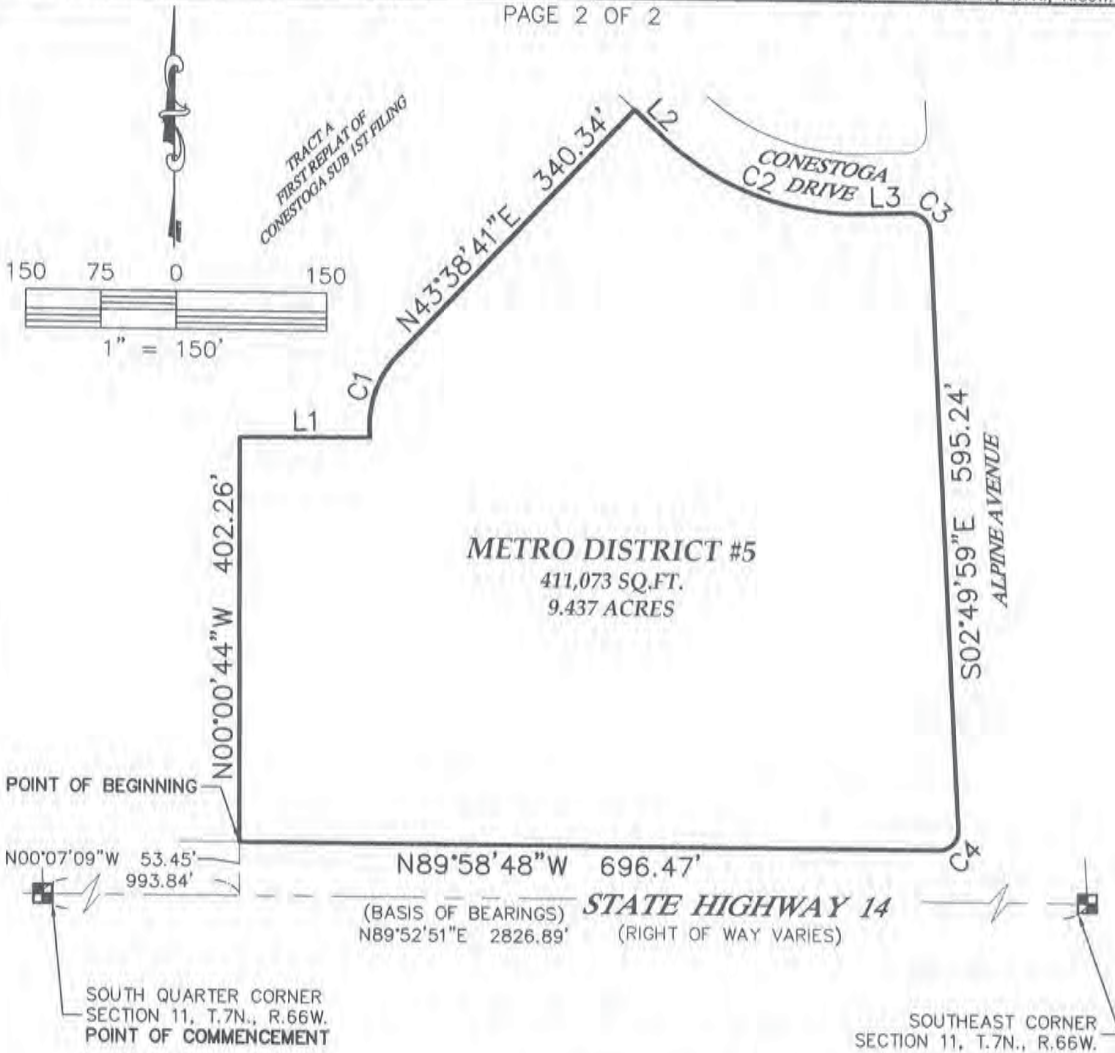 PAGE 2 OF 2
TRACT A
FIRST REPLAT OF
CONESTOGA SUB 1ST FILING
150 75 0 150
1" = 150'
N43°38'41"E 340.34'
L2
CONESTOGA
C2 DRIVE L3 C3
C1
L1
N00°00'44"W 402.26'
METRO DISTRICT #5
411,073 SQ.FT.
9.437 ACRES
S02°49'59"E 595.24'
ALPINE AVENUE
POINT OF BEGINNING
N00°07'09"W 53.45'
993.84'
N89°58'48"W 696.47'
C4
(BASIS OF BEARINGS) STATE HIGHWAY 14
N89°52'51"E 2826.89' (RIGHT OF WAY VARIES)
SOUTH QUARTER CORNER
SECTION 11, T.7N., R.66W.
POINT OF COMMENCEMENT
SOUTHEAST CORNER
SECTION 11, T.7N., R.66W.